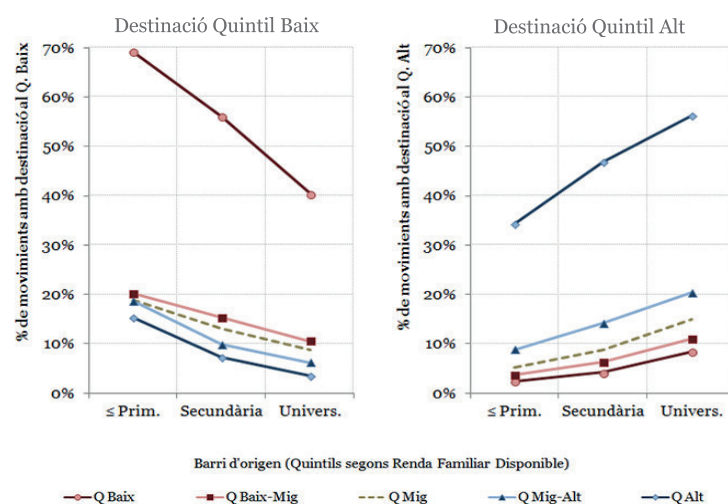 Destinació Quintil Baix
% de movimients amb destinació al Q. Baix
70%
60%
50%
40%
30%
20%
10%
0%
≤ Prim. Secundària Univers.
Destinació Quintil Alt
% de movimients amb destinació al Q. Alt
70%
60%
50%
40%
30%
20%
10%
0%
≤ Prim. Secundària Univers.
Barri d'origen (Quintils segons Renda Familiar Disponible)
Q Baix Q Baix-Mig Q Mig Q Mig-Alt Q Alt